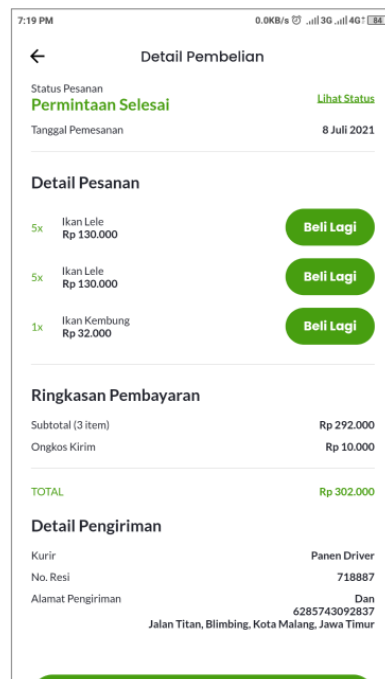 7:19 PM 0.0KB/s 3G 4G 84
Detail Pembelian
Status Pesanan
Permintaan Selesai Lihat Status
Tanggal Pemesanan 8 Juli 2021
Detail Pesanan
5x Ikan Lele
Rp 130.000 Beli Lagi
5x Ikan Lele
Rp 130.000 Beli Lagi
1x Ikan Kembung
Rp 32.000 Beli Lagi
Ringkasan Pembayaran
Subtotal (3 item) Rp 292.000
Ongkos Kirim Rp 10.000
TOTAL Rp 302.000
Detail Pengiriman
Kurir Panen Driver
No. Resi 718887
Alamat Pengiriman Dan
6285743092837
Jalan Titan, Blimbing, Kota Malang, Jawa Timur